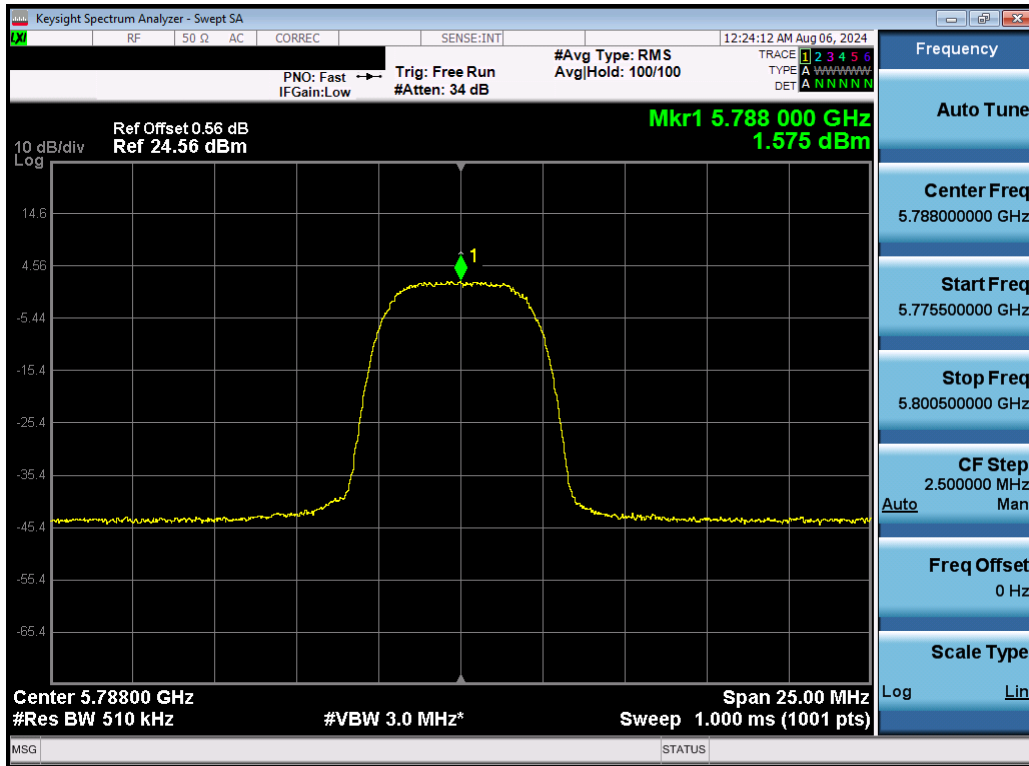 Keysight Spectrum Analyzer - Swept SA
LXI RF 50 Ω AC CORREC SENSE:INT 12:24:12 AM Aug 06, 2024
PNO: Fast
IFGain:Low
Trig: Free Run
#Atten: 34 dB
#Avg Type: RMS
Avg|Hold: 100/100
TRACE 1 2 3 4 5 6
TYPE A WWWWW
DET A N N N N N
Mkr1 5.788 000 GHz
1.575 dBm
Ref Offset 0.56 dB
10 dB/div Ref 24.56 dBm
Log
14.6
4.56
-5.44
-15.4
-25.4
-35.4
-45.4
-55.4
-65.4
1
Center 5.78800 GHz Span 25.00 MHz
#Res BW 510 kHz #VBW 3.0 MHz* Sweep 1.000 ms (1001 pts)
MSG STATUS
Frequency
Auto Tune
Center Freq
5.788000000 GHz
Start Freq
5.775500000 GHz
Stop Freq
5.800500000 GHz
CF Step
2.500000 MHz
Auto Man
Freq Offset
0 Hz
Scale Type
Log Lin